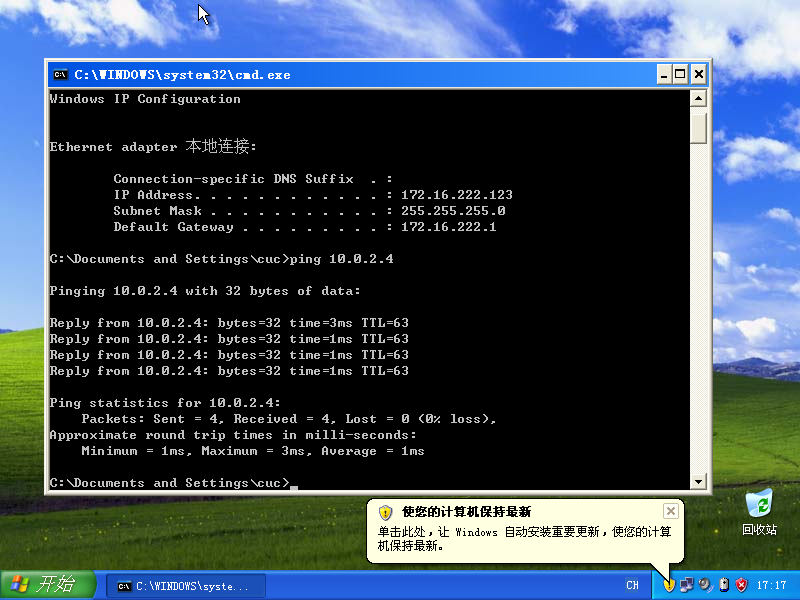 C:\WINDOWS\system32\cmd.exe
Windows IP Configuration
Ethernet adapter 本地连接:
Connection-specific DNS Suffix  . :
IP Address. . . . . . . . . . . . : 172.16.222.123
Subnet Mask . . . . . . . . . . . : 255.255.255.0
Default Gateway . . . . . . . . . : 172.16.222.1
C:\Documents and Settings\cuc>ping 10.0.2.4
Pinging 10.0.2.4 with 32 bytes of data:
Reply from 10.0.2.4: bytes=32 time=3ms TTL=63
Reply from 10.0.2.4: bytes=32 time=1ms TTL=63
Reply from 10.0.2.4: bytes=32 time=1ms TTL=63
Reply from 10.0.2.4: bytes=32 time=1ms TTL=63
Ping statistics for 10.0.2.4:
Packets: Sent = 4, Received = 4, Lost = 0 (0% loss),
Approximate round trip times in milli-seconds:
Minimum = 1ms, Maximum = 3ms, Average = 1ms
C:\Documents and Settings\cuc>_
使您的计算机保持最新
单击此处，让 Windows 自动安装重要更新，使您的计算
机保持最新。
回收站
开始
C:\WINDOWS\syste...
CH
17:17